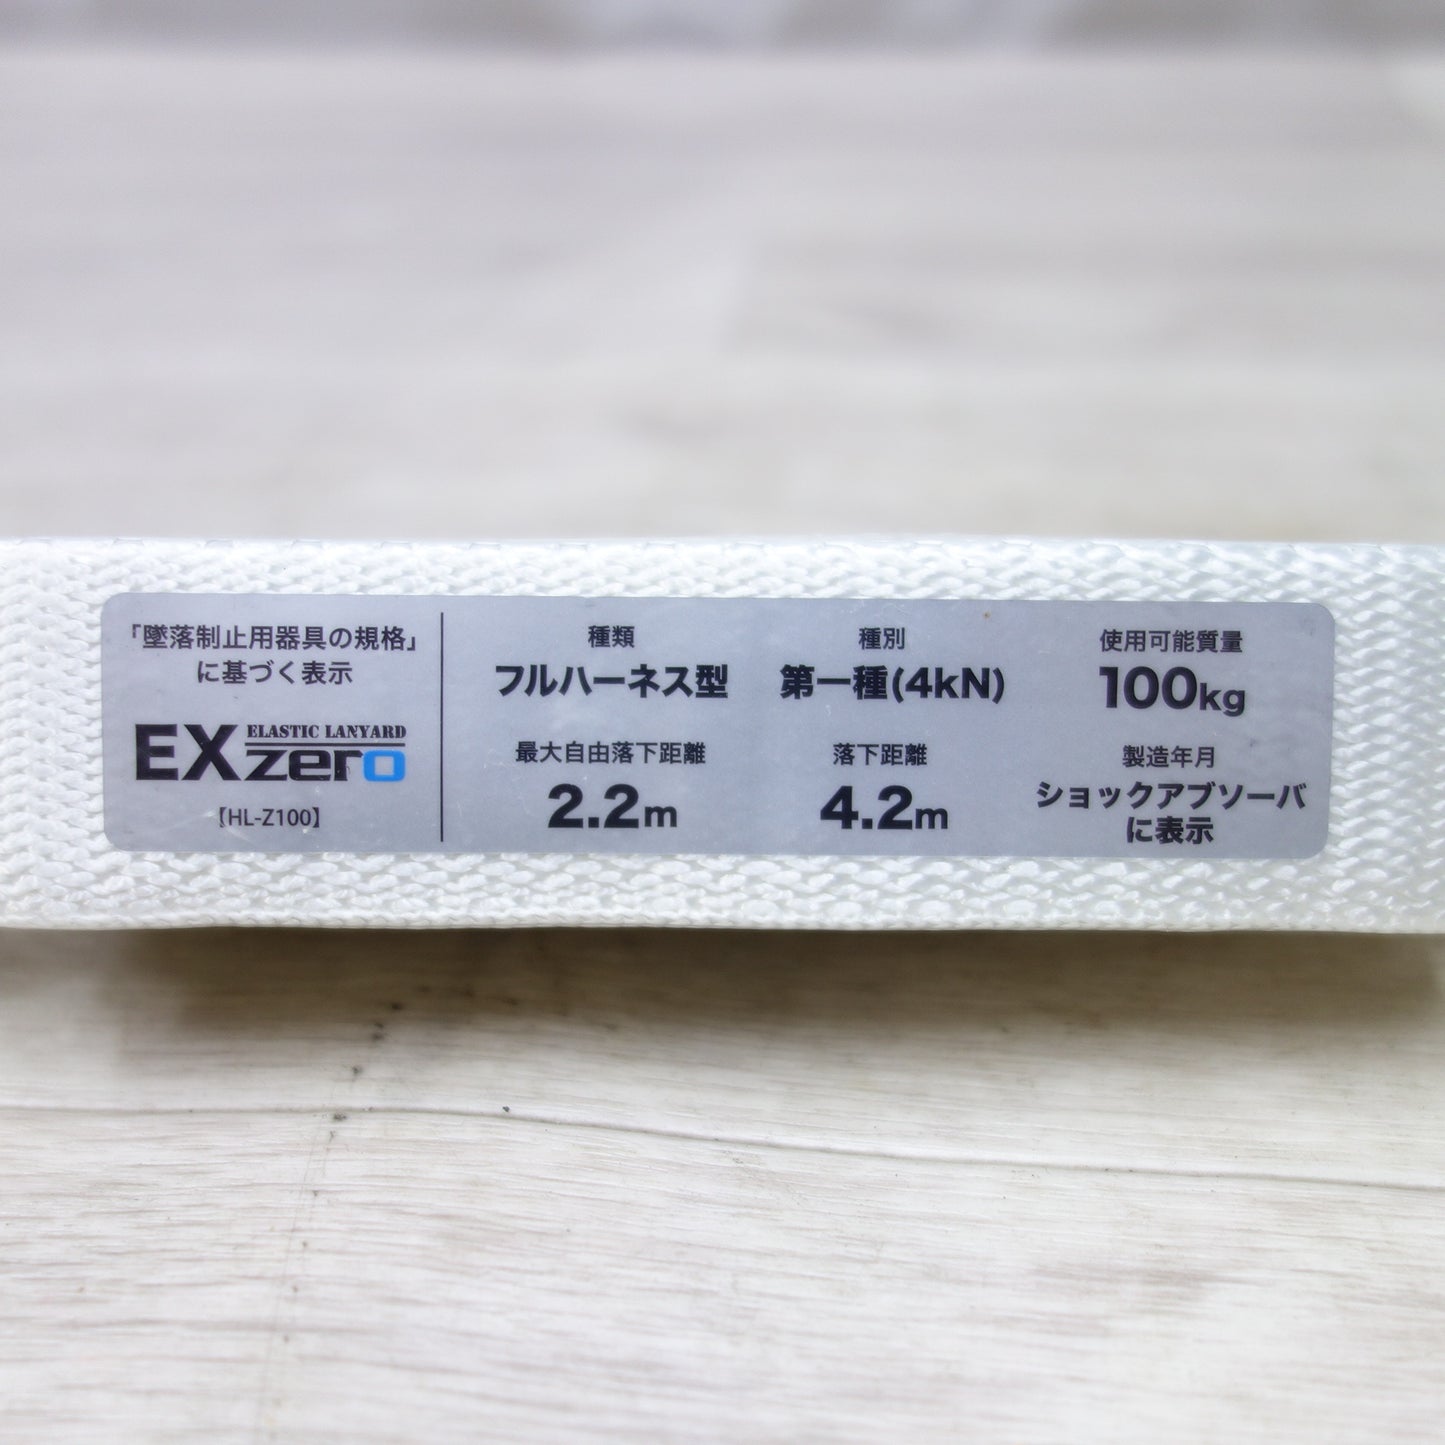 「墜落制止用器具の規格」
に基づく表示
EXzero ELASTIC LANYARD
【HL-Z100】
種類
フルハーネス型
種別
第一種(4kN)
使用可能質量
100kg
最大自由落下距離
2.2m
落下距離
4.2m
製造年月
ショックアブソーバ
に表示